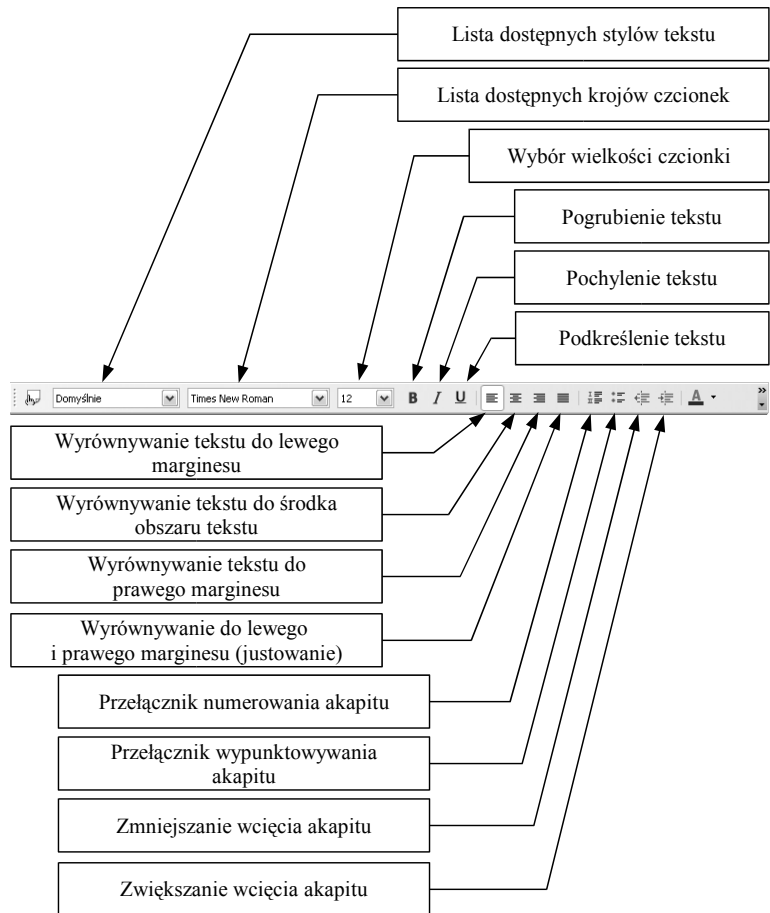 Lista dostępnych stylów tekstu
Lista dostępnych krojów czcionek
Wybór wielkości czcionki
Pogrubienie tekstu
Pochylenie tekstu
Podkreślenie tekstu
Domyślnie Times New Roman 12 B I U A
Wyrównywanie tekstu do lewego
marginesu
Wyrównywanie tekstu do środka
obszaru tekstu
Wyrównywanie tekstu do
prawego marginesu
Wyrównywanie do lewego
i prawego marginesu (justowanie)
Przełącznik numerowania akapitu
Przełącznik wypunktowywania
akapitu
Zmniejszanie wcięcia akapitu
Zwiększanie wcięcia akapitu